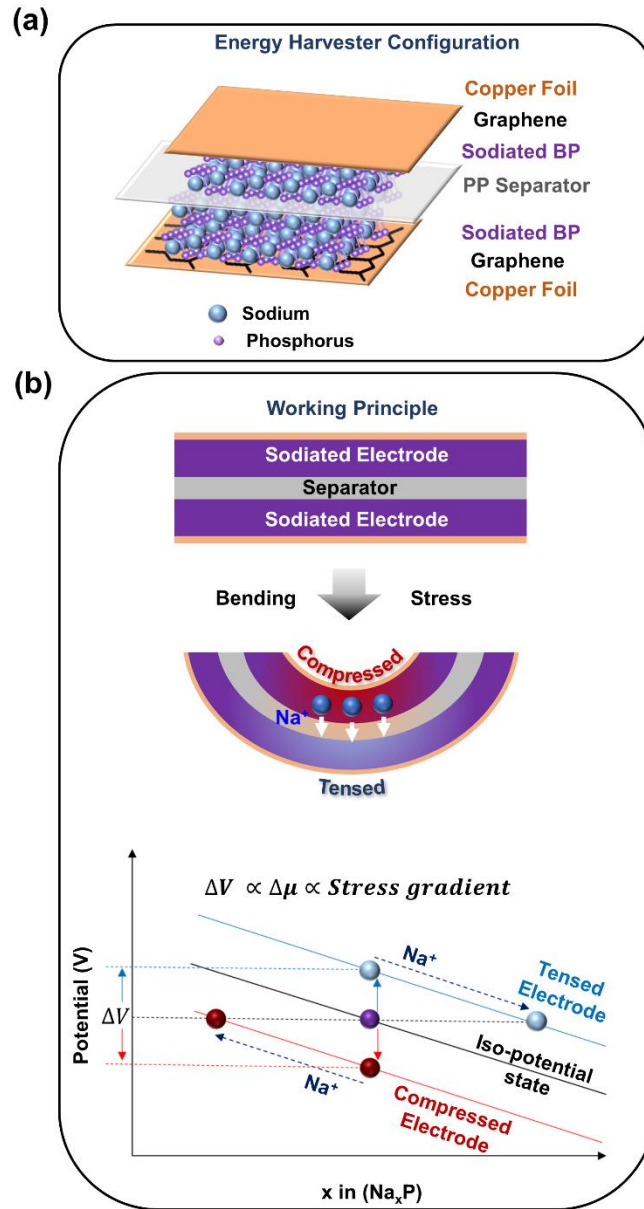 (a)
Energy Harvester Configuration
Copper Foil
Graphene
Sodiated BP
PP Separator
Sodiated BP
Graphene
Copper Foil
Sodium
Phosphorus
(b)
Working Principle
Sodiated Electrode
Separator
Sodiated Electrode
Bending Stress
Compressed
Na⁺
Tensed
ΔV ∝ Δμ ∝ Stress gradient
Potential (V)
ΔV
Na⁺
Tensed
Electrode
Iso-potential
state
Na⁺
Compressed
Electrode
x in (NaₓP)